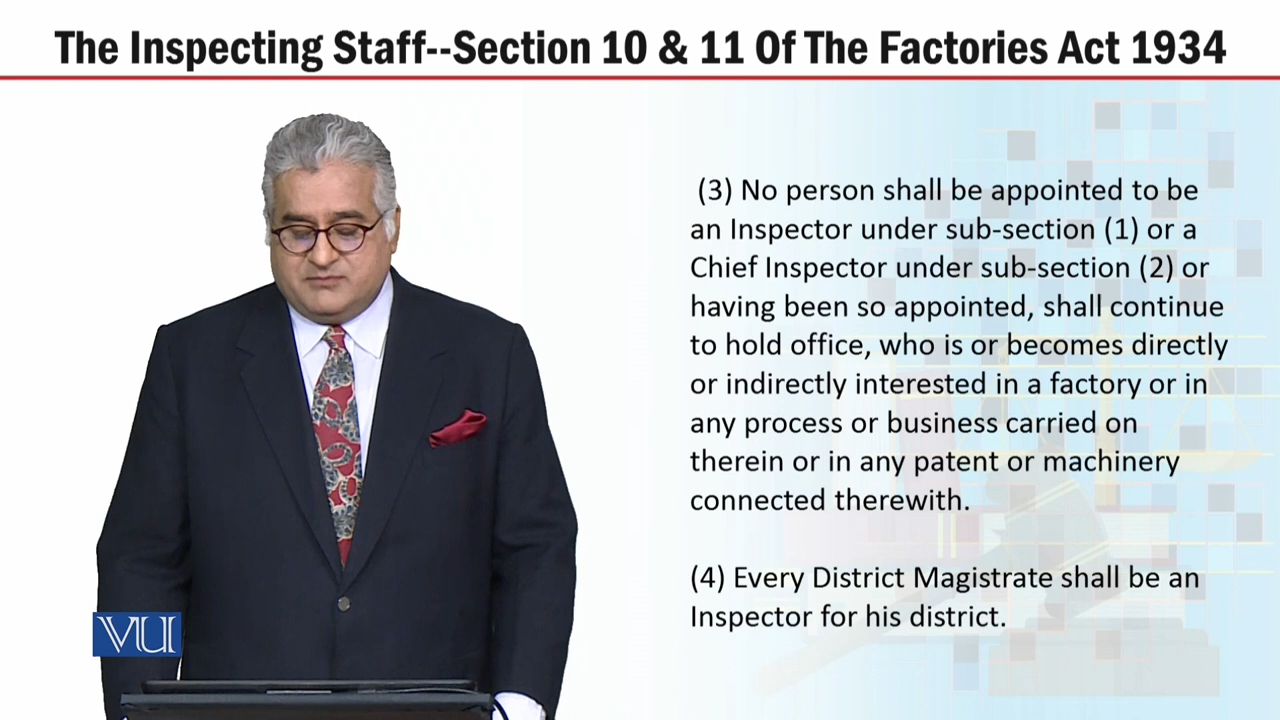 The Inspecting Staff--Section 10 & 11 Of The Factories Act 1934
(3) No person shall be appointed to be
an Inspector under sub-section (1) or a
Chief Inspector under sub-section (2) or
having been so appointed, shall continue
to hold office, who is or becomes directly
or indirectly interested in a factory or in
any process or business carried on
therein or in any patent or machinery
connected therewith.
(4) Every District Magistrate shall be an
Inspector for his district.
VU